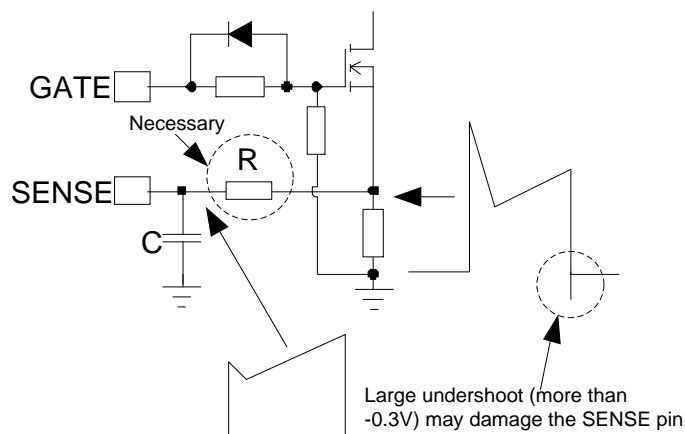 GATE
Necessary
R
SENSE
C
Large undershoot (more than
-0.3V) may damage the SENSE pin